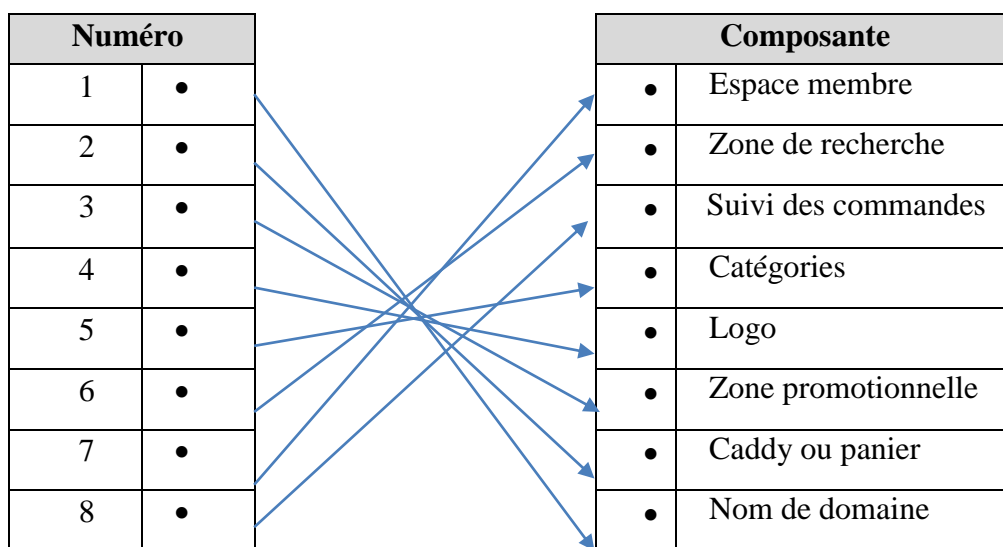 Numéro Composante
1 • • Espace membre
2 • • Zone de recherche
3 • • Suivi des commandes
4 • • Catégories
5 • • Logo
6 • • Zone promotionnelle
7 • • Caddy ou panier
8 • • Nom de domaine